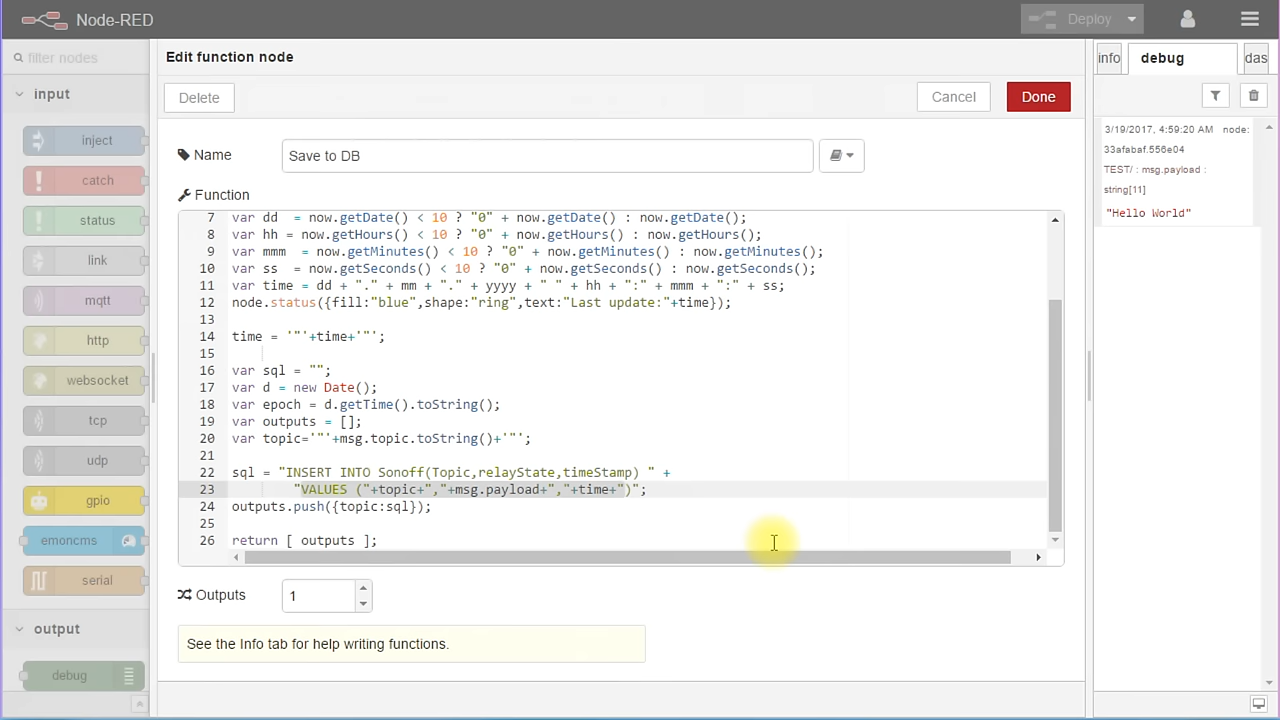 Node-RED
Deploy
filter nodes
Edit function node
info
debug
das
input
Delete
Cancel
Done
inject
catch
status
link
mqtt
http
websocket
tcp
udp
gpio
emoncms
serial
output
debug
Name
Save to DB
Function
7 var dd  = now.getDate() < 10 ? "0" + now.getDate() : now.getDate();
8 var hh = now.getHours() < 10 ? "0" + now.getHours() : now.getHours();
9 var mmm  = now.getMinutes() < 10 ? "0" + now.getMinutes() : now.getMinutes();
10 var ss  = now.getSeconds() < 10 ? "0" + now.getSeconds() : now.getSeconds();
11 var time = dd + "." + mm + "." + yyyy + " " + hh + ":" + mmm + ":" + ss;
12 node.status({fill:"blue",shape:"ring",text:"Last update:"+time});
13
14 time = '"'+time+'"';
15
16 var sql = "";
17 var d = new Date();
18 var epoch = d.getTime().toString();
19 var outputs = [];
20 var topic='"'+msg.topic.toString()+'"';
21
22 sql = "INSERT INTO Sonoff(Topic,relayState,timeStamp) " +
23 "VALUES ("+topic+","+msg.payload+","+time+")";
24 outputs.push({topic:sql});
25
26 return [ outputs ];
Outputs
1
See the Info tab for help writing functions.
3/19/2017, 4:59:20 AM node:
33afabaf.556e04
TEST/ : msg.payload :
string[11]
"Hello World"